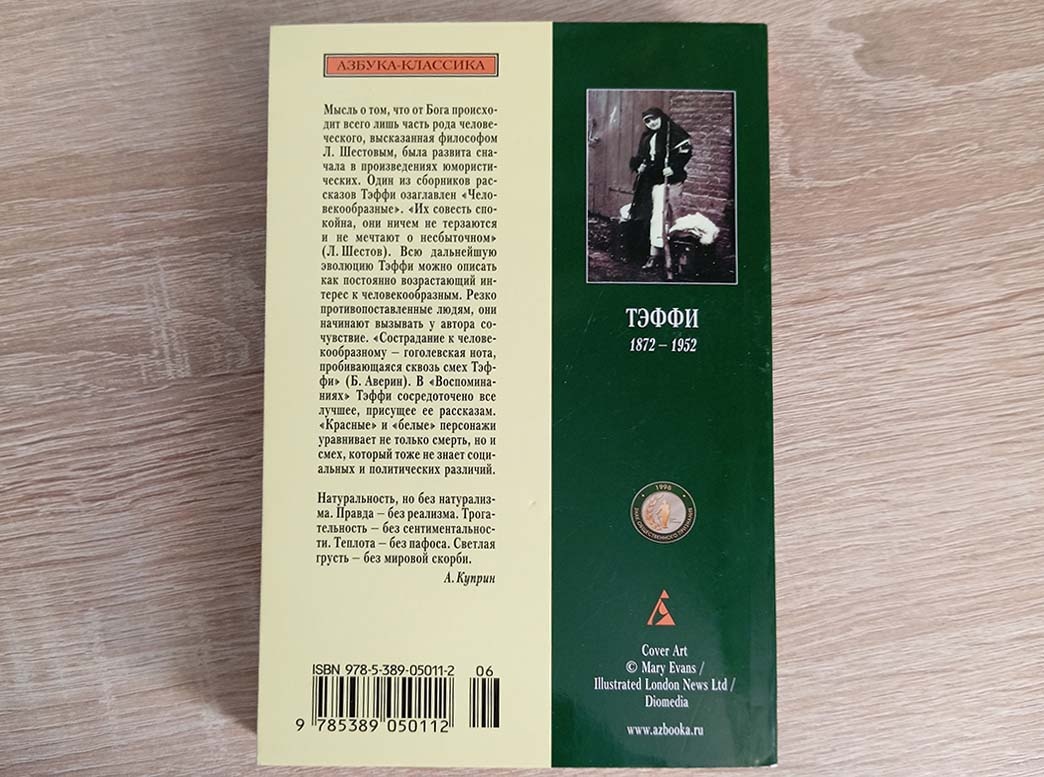 АЗБУКА-КЛАССИКА
Мысль о том, что от Бога происхо-
дит всего лишь часть рода челове-
ческого, высказанная философом
Л. Шестовым, была развита сна-
чала в произведениях юмористи-
ческих. Один из сборников рас-
сказов Тэффи озаглавлен «Чело-
векообразные». «Их совесть спо-
койна, они ничем не терзаются
и не мечтают о несбыточном»
(Л. Шестов). Всю дальнейшую
эволюцию Тэффи можно описать
как постоянно возрастающий ин-
терес к человекообразным. Резко
противопоставленные людям, они
начинают вызывать у автора со-
чувствие. «Сострадание к челове-
кообразному – гоголевская нота,
пробивающаяся сквозь смех Тэф-
фи» (Б. Аверин). В «Воспомина-
ниях» Тэффи сосредоточено все
лучшее, присущее ее рассказам.
«Красные» и «белые» персонажи
уравнивает не только смерть, но и
смех, который тоже не знает соци-
альных и политических различий.
Натуральность, но без натурализ-
ма. Правда – без реализма. Трога-
тельность – без сентиментальнос-
ти. Теплота – без пафоса. Светлая
грусть – без мировой скорби.
А. Куприн
ISBN 978-5-389-05011-2
06
9 785389 050112
ТЭФФИ
1872 – 1952
1996
ЗНАК ОБЩЕСТВЕННОГО ПРИЗНАНИЯ
Cover Art
© Mary Evans /
Illustrated London News Ltd /
Diomedia
www.azbooka.ru